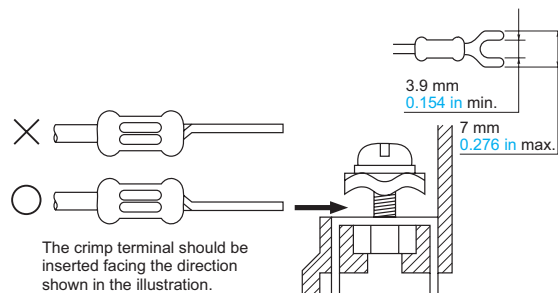 3.9 mm
0.154 in min.
7 mm
0.276 in max.
The crimp terminal should be
inserted facing the direction
shown in the illustration.